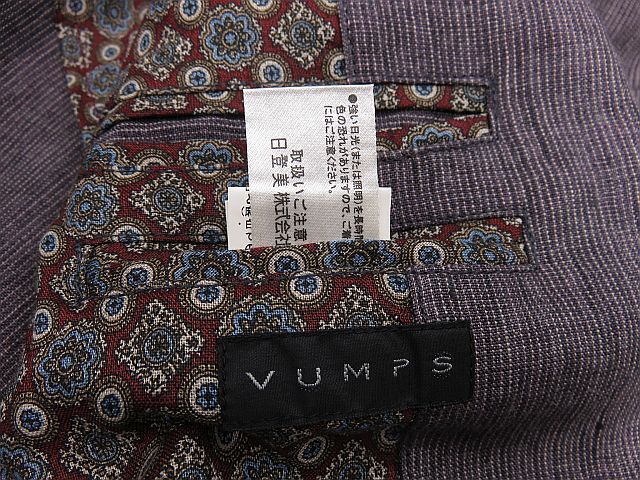 ●強い日光(または照明)を長時間
色の恐れがありますので、ご着
にはご注意ください。
取扱いご注意
日登美株式会社
VUMPS